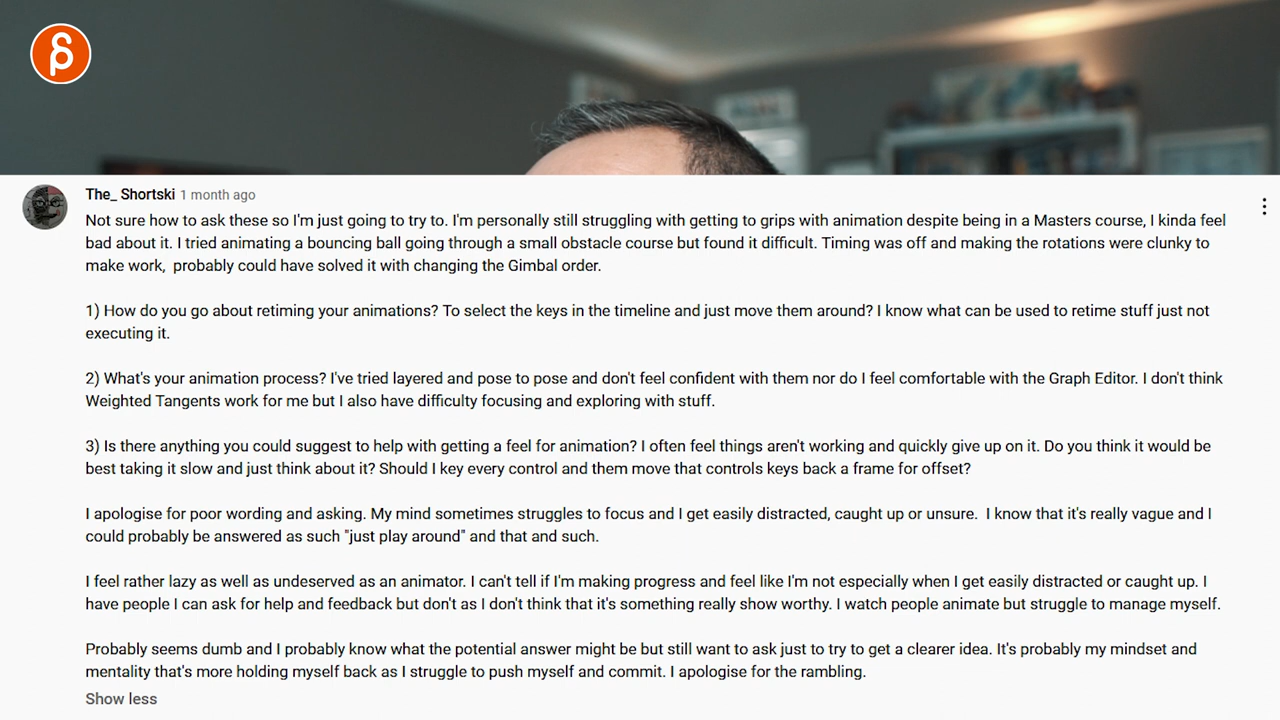 The_ Shortski 1 month ago
Not sure how to ask these so I'm just going to try to. I'm personally still struggling with getting to grips with animation despite being in a Masters course, I kinda feel
bad about it. I tried animating a bouncing ball going through a small obstacle course but found it difficult. Timing was off and making the rotations were clunky to
make work,  probably could have solved it with changing the Gimbal order.
1) How do you go about retiming your animations? To select the keys in the timeline and just move them around? I know what can be used to retime stuff just not
executing it.
2) What's your animation process? I've tried layered and pose to pose and don't feel confident with them nor do I feel comfortable with the Graph Editor. I don't think
Weighted Tangents work for me but I also have difficulty focusing and exploring with stuff.
3) Is there anything you could suggest to help with getting a feel for animation? I often feel things aren't working and quickly give up on it. Do you think it would be
best taking it slow and just think about it? Should I key every control and them move that controls keys back a frame for offset?
I apologise for poor wording and asking. My mind sometimes struggles to focus and I get easily distracted, caught up or unsure.  I know that it's really vague and I
could probably be answered as such "just play around" and that and such.
I feel rather lazy as well as undeserved as an animator. I can't tell if I'm making progress and feel like I'm not especially when I get easily distracted or caught up. I
have people I can ask for help and feedback but don't as I don't think that it's something really show worthy. I watch people animate but struggle to manage myself.
Probably seems dumb and I probably know what the potential answer might be but still want to ask just to try to get a clearer idea. It's probably my mindset and
mentality that's more holding myself back as I struggle to push myself and commit. I apologise for the rambling.
Show less